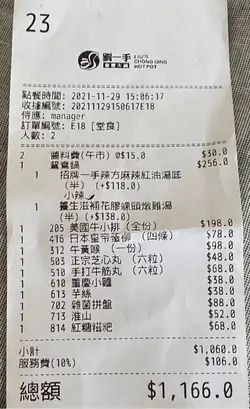 23
劉一手
LIU'S
CHONG QING
HOT POT
點餐時間: 2021-11-29 15:06:17
收據編號: 20211129150617E18
侍應: manager
訂單編號: E18 [堂食]
人數: 2
2 醬料費(午市) @$15.0 $30.0
1 鴛鴦鍋 $256.0
1 招牌一手辣方麻辣紅油湯底
(半) (+$118.0)
小辣
1 養生滋補花膠螺頭燉雞湯
(半) (+$138.0)
1 205 美國牛小排 (全份) $198.0
1 416 日本皇帝蟹柳 (四條) $78.0
1 312 午黃喉 (一份) $98.0
1 503 正宗芝心丸 (六粒) $48.0
1 510 手打牛筋丸 (六粒) $68.0
1 610 重慶小麵 $38.0
1 613 芋絲 $38.0
1 702 雜菌拼盤 $88.0
1 713 淮山 $52.0
1 814 紅糖糍粑 $68.0
小計 $1,060.0
服務費(10%) $106.0
總額 $1,166.0